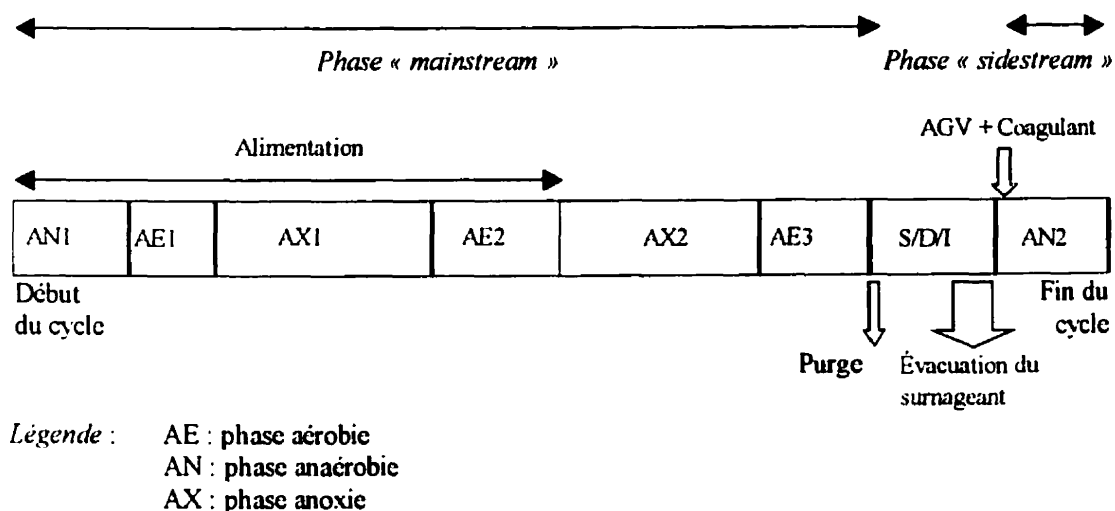 Phase « mainstream »
Phase « sidestream »
AGV + Coagulant
Alimentation
AN1 AE1 AX1 AE2 AX2 AE3 S/D/I AN2
Début
du cycle
Fin du
cycle
Purge
Évacuation du
surnageant
Légende :
AE : phase aérobie
AN : phase anaérobie
AX : phase anoxie